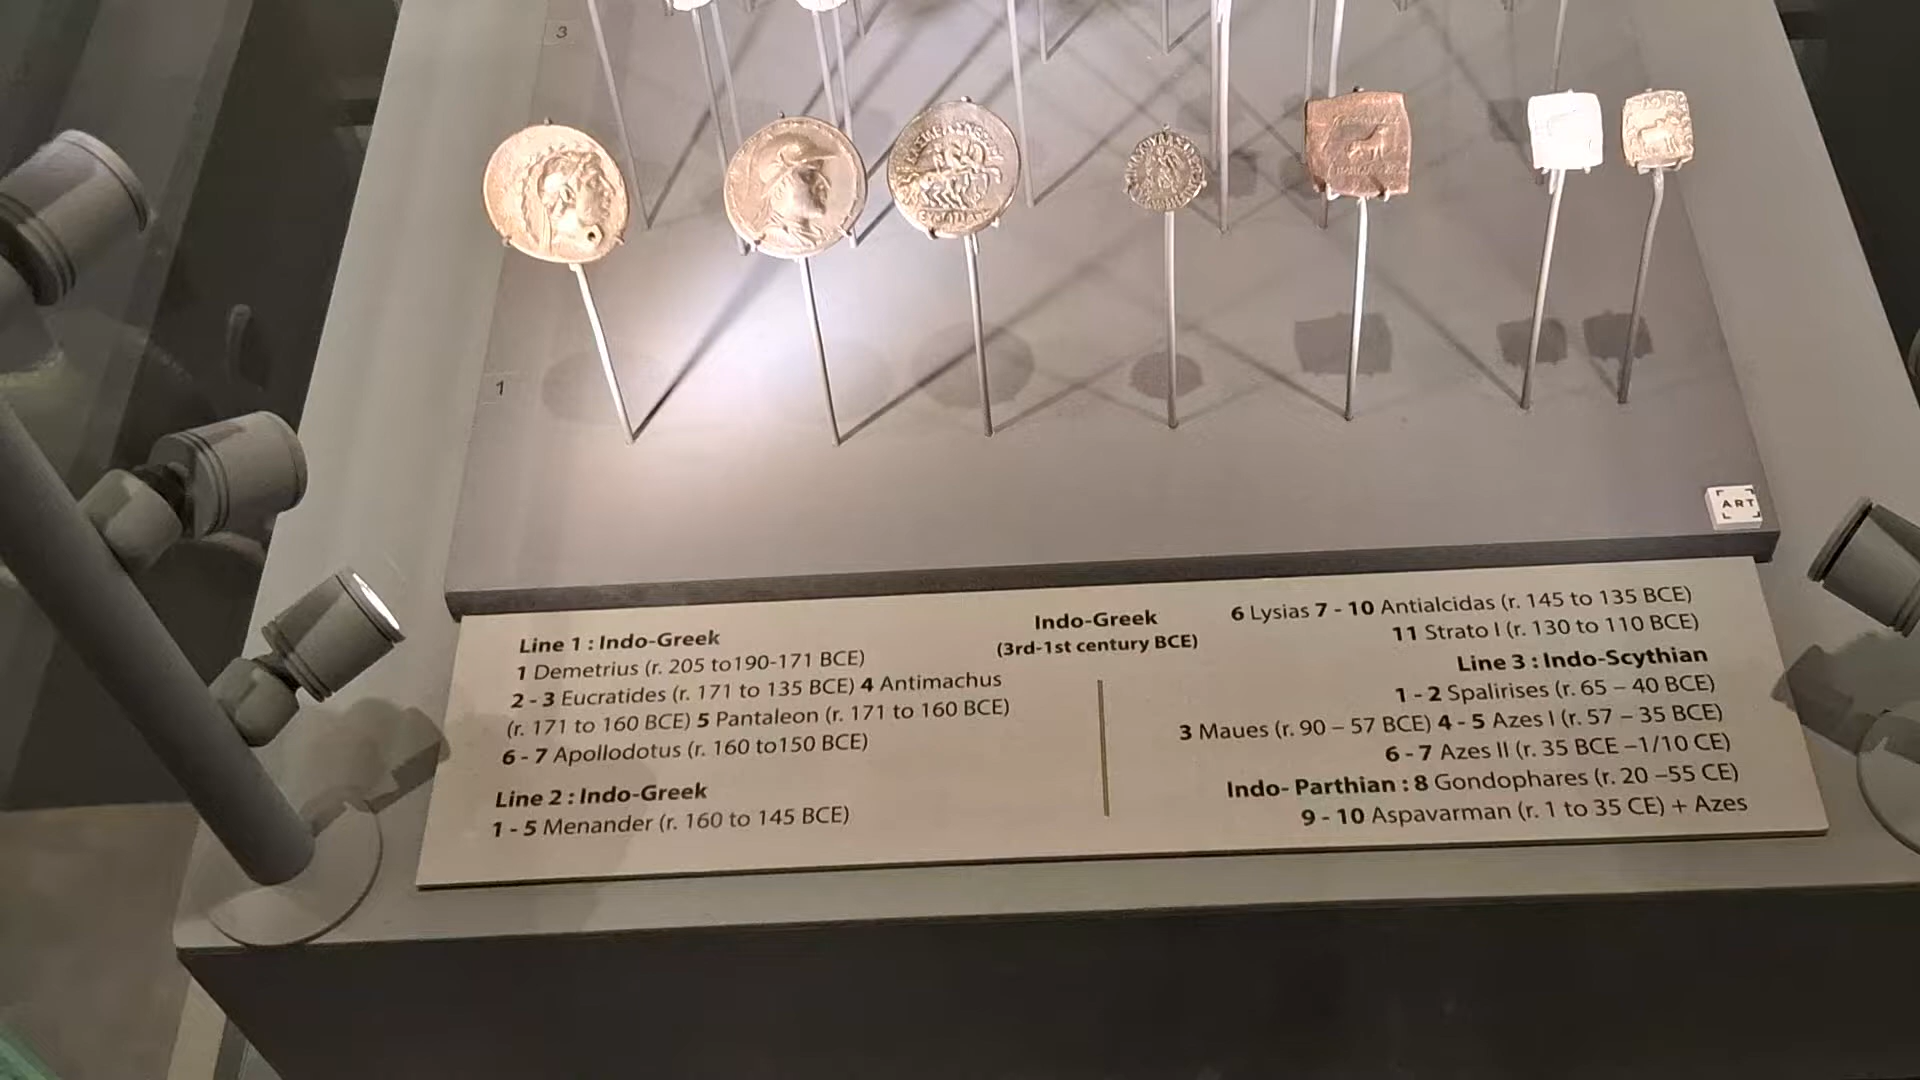 3
1
ART
Indo-Greek
(3rd-1st century BCE)
Line 1 : Indo-Greek
1 Demetrius (r. 205 to190-171 BCE)
2 - 3 Eucratides (r. 171 to 135 BCE) 4 Antimachus
(r. 171 to 160 BCE) 5 Pantaleon (r. 171 to 160 BCE)
6 - 7 Apollodotus (r. 160 to150 BCE)
Line 2 : Indo-Greek
1 - 5 Menander (r. 160 to 145 BCE)
6 Lysias 7 - 10 Antialcidas (r. 145 to 135 BCE)
11 Strato I (r. 130 to 110 BCE)
Line 3 : Indo-Scythian
1 - 2 Spalirises (r. 65 – 40 BCE)
3 Maues (r. 90 – 57 BCE) 4 - 5 Azes I (r. 57 – 35 BCE)
6 - 7 Azes II (r. 35 BCE –1/10 CE)
Indo- Parthian : 8 Gondophares (r. 20 –55 CE)
9 - 10 Aspavarman (r. 1 to 35 CE) + Azes